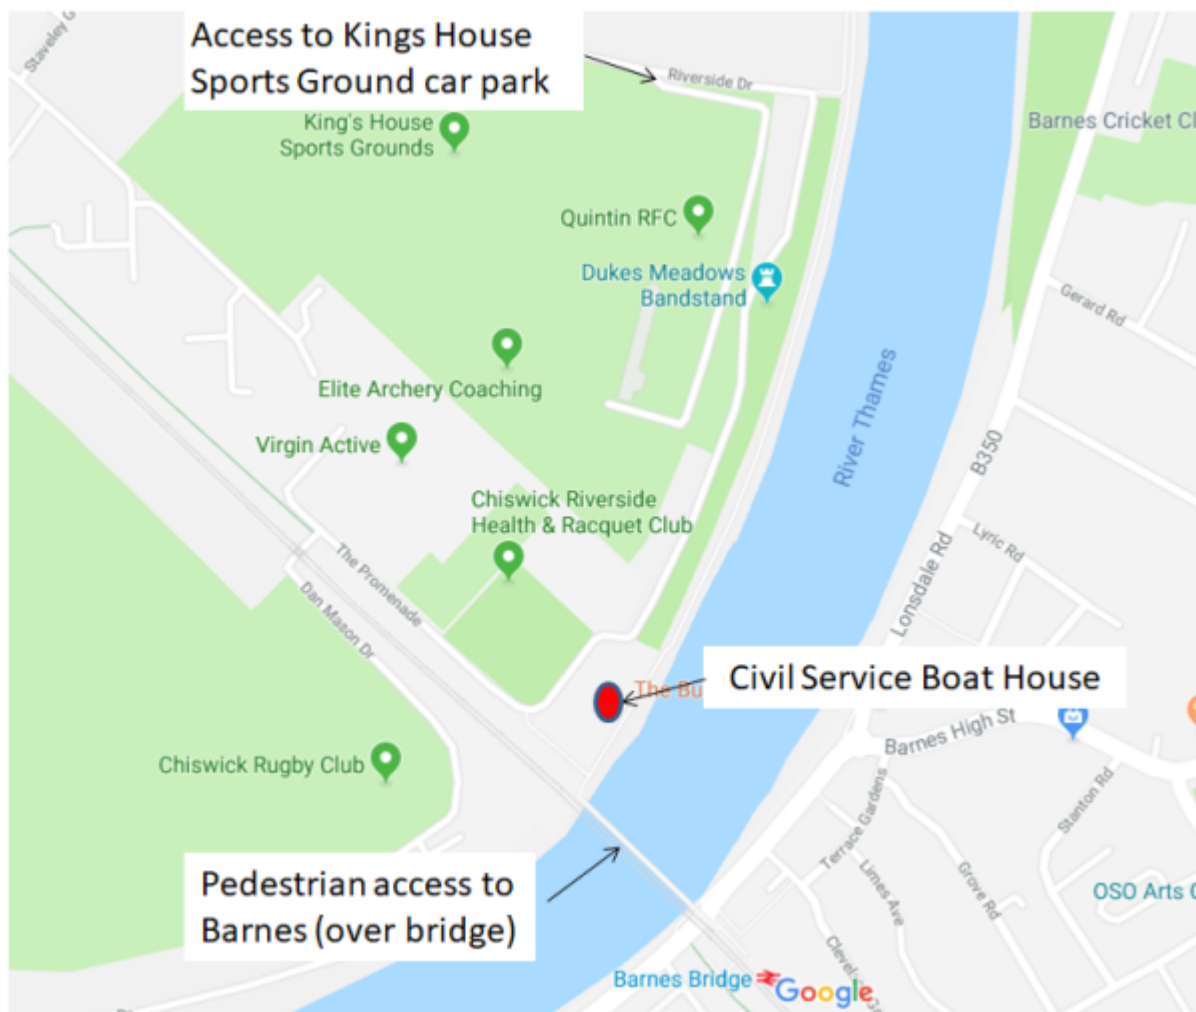 Access to Kings House
Sports Ground car park
Riverside Dr
King's House
Sports Grounds
Barnes Cricket
Quintin RFC
Dukes Meadows
Bandstand
Gerard Rd
River Thames
Elite Archery Coaching
Virgin Active
B350
Chiswick Riverside
Health & Racquet Club
Lyric Rd
The Promenade
Lonsdale Rd
Dan Mason Dr
Civil Service Boat House
The
Barnes High St
Chiswick Rugby Club
Stanton Rd
Terrace Gardens
Limes Ave
Grove Rd
Pedestrian access to
Barnes (over bridge)
OSO Arts
Barnes Bridge
Google